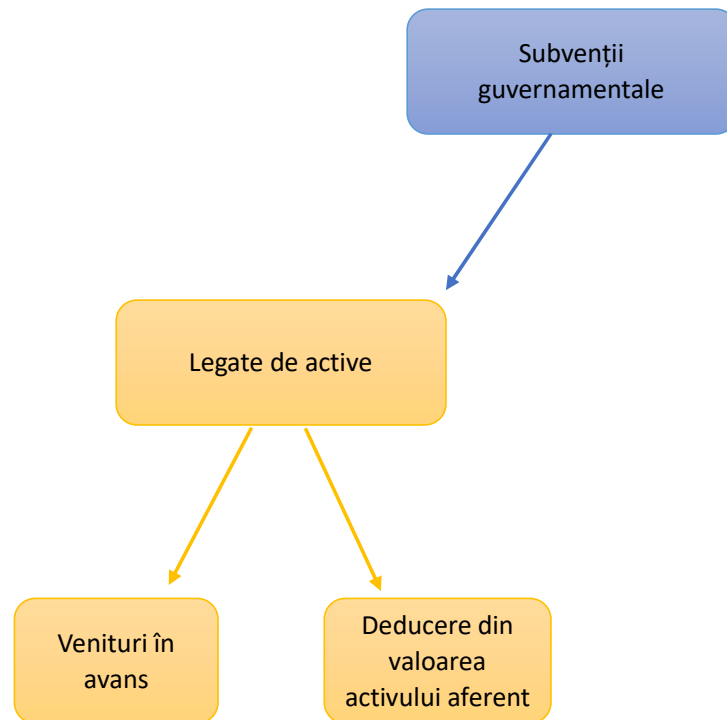 Subvenții
guvernamentale
Legate de active
Venituri în
avans
Deducere din
valoarea
activului aferent